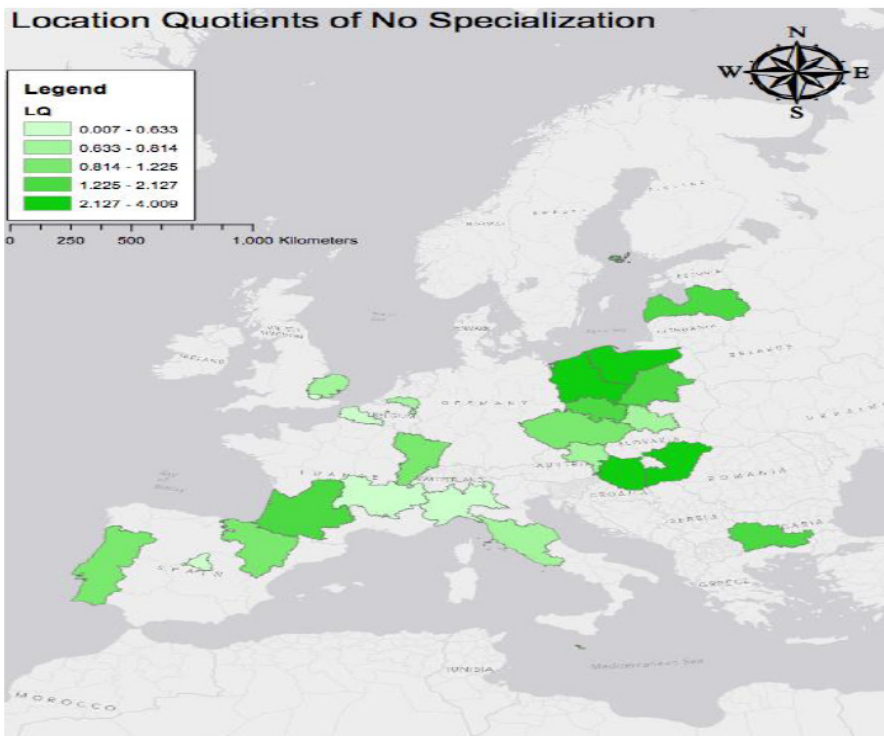 Location Quotients of No Specialization
N
W E
S
Legend
LQ
0.007 - 0.633
0.633 - 0.814
0.814 - 1.225
1.225 - 2.127
2.127 - 4.009
0 250 500 1,000 Kilometers
IRELAND
GERMANY
BELARUS
UKRAINE
FRANCE
SLOVAKIA
AUSTRIA
ROMANIA
CROATIA
SERBIA
SPAIN
GREECE
TUNISIA
Mediterranean Sea
MOROCCO